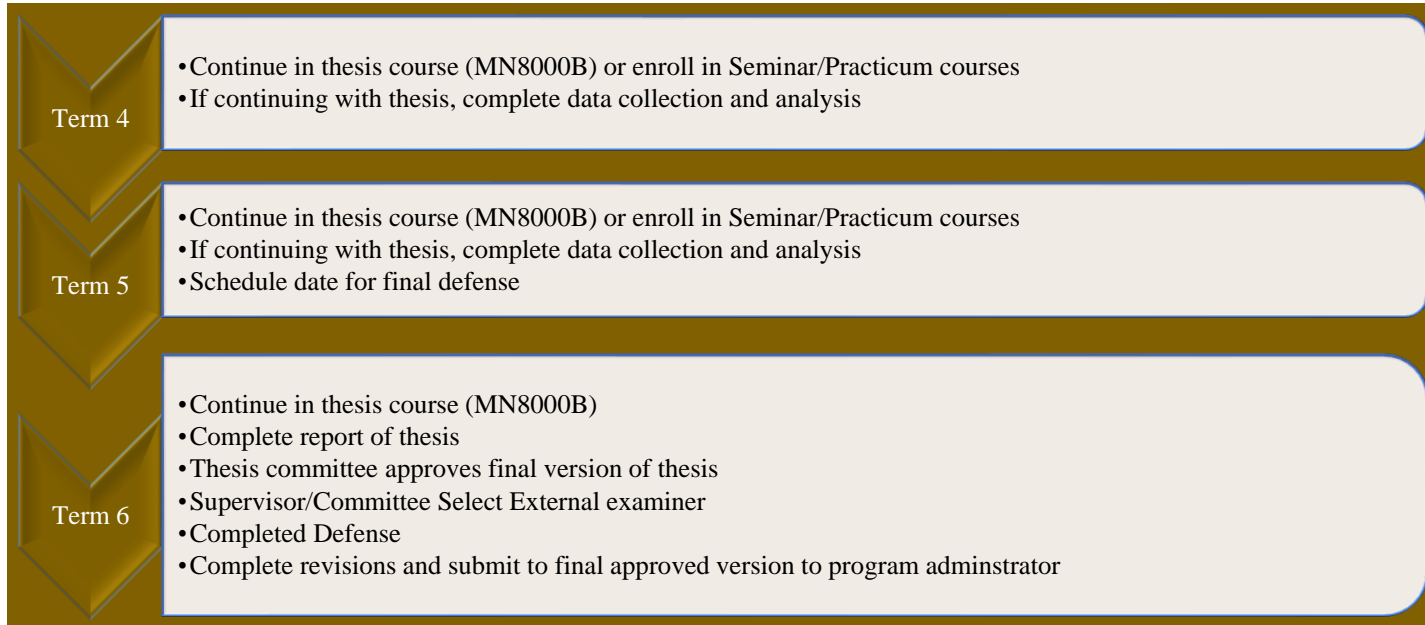 Term 4
•Continue in thesis course (MN8000B) or enroll in Seminar/Practicum courses
•If continuing with thesis, complete data collection and analysis
Term 5
•Continue in thesis course (MN8000B) or enroll in Seminar/Practicum courses
•If continuing with thesis, complete data collection and analysis
•Schedule date for final defense
Term 6
•Continue in thesis course (MN8000B)
•Complete report of thesis
•Thesis committee approves final version of thesis
•Supervisor/Committee Select External examiner
•Completed Defense
•Complete revisions and submit to final approved version to program adminstrator